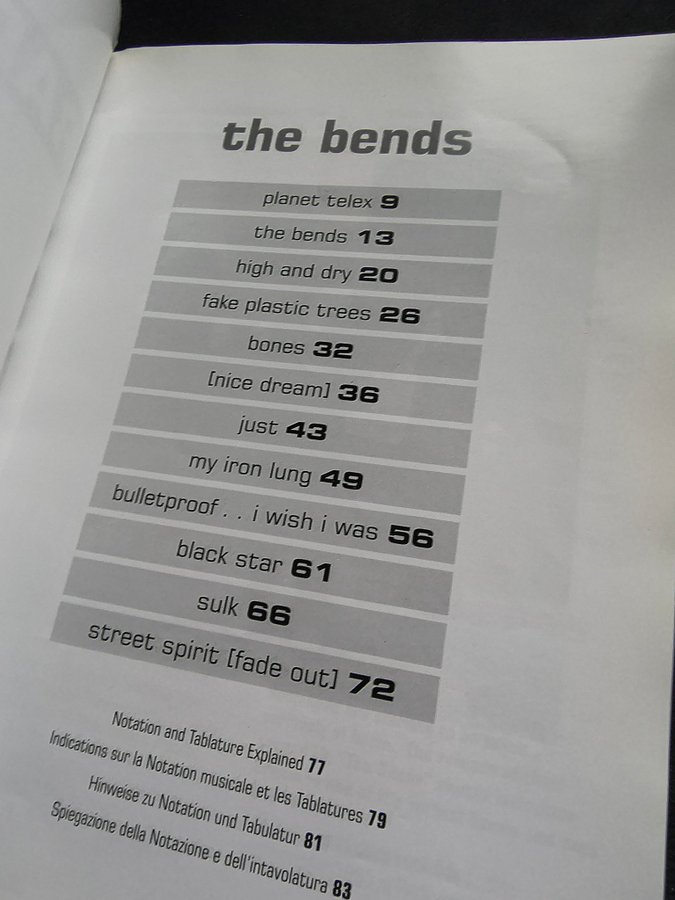 the bends
planet telex 9
the bends 13
high and dry 20
fake plastic trees 26
bones 32
[nice dream] 36
just 43
my iron lung 49
bulletproof . . i wish i was 56
black star 61
sulk 66
street spirit [fade out] 72
Notation and Tablature Explained 77
Indications sur la Notation musicale et les Tablatures 79
Hinweise zu Notation und Tabulatur 81
Spiegazione della Notazione e dell'intavolatura 83